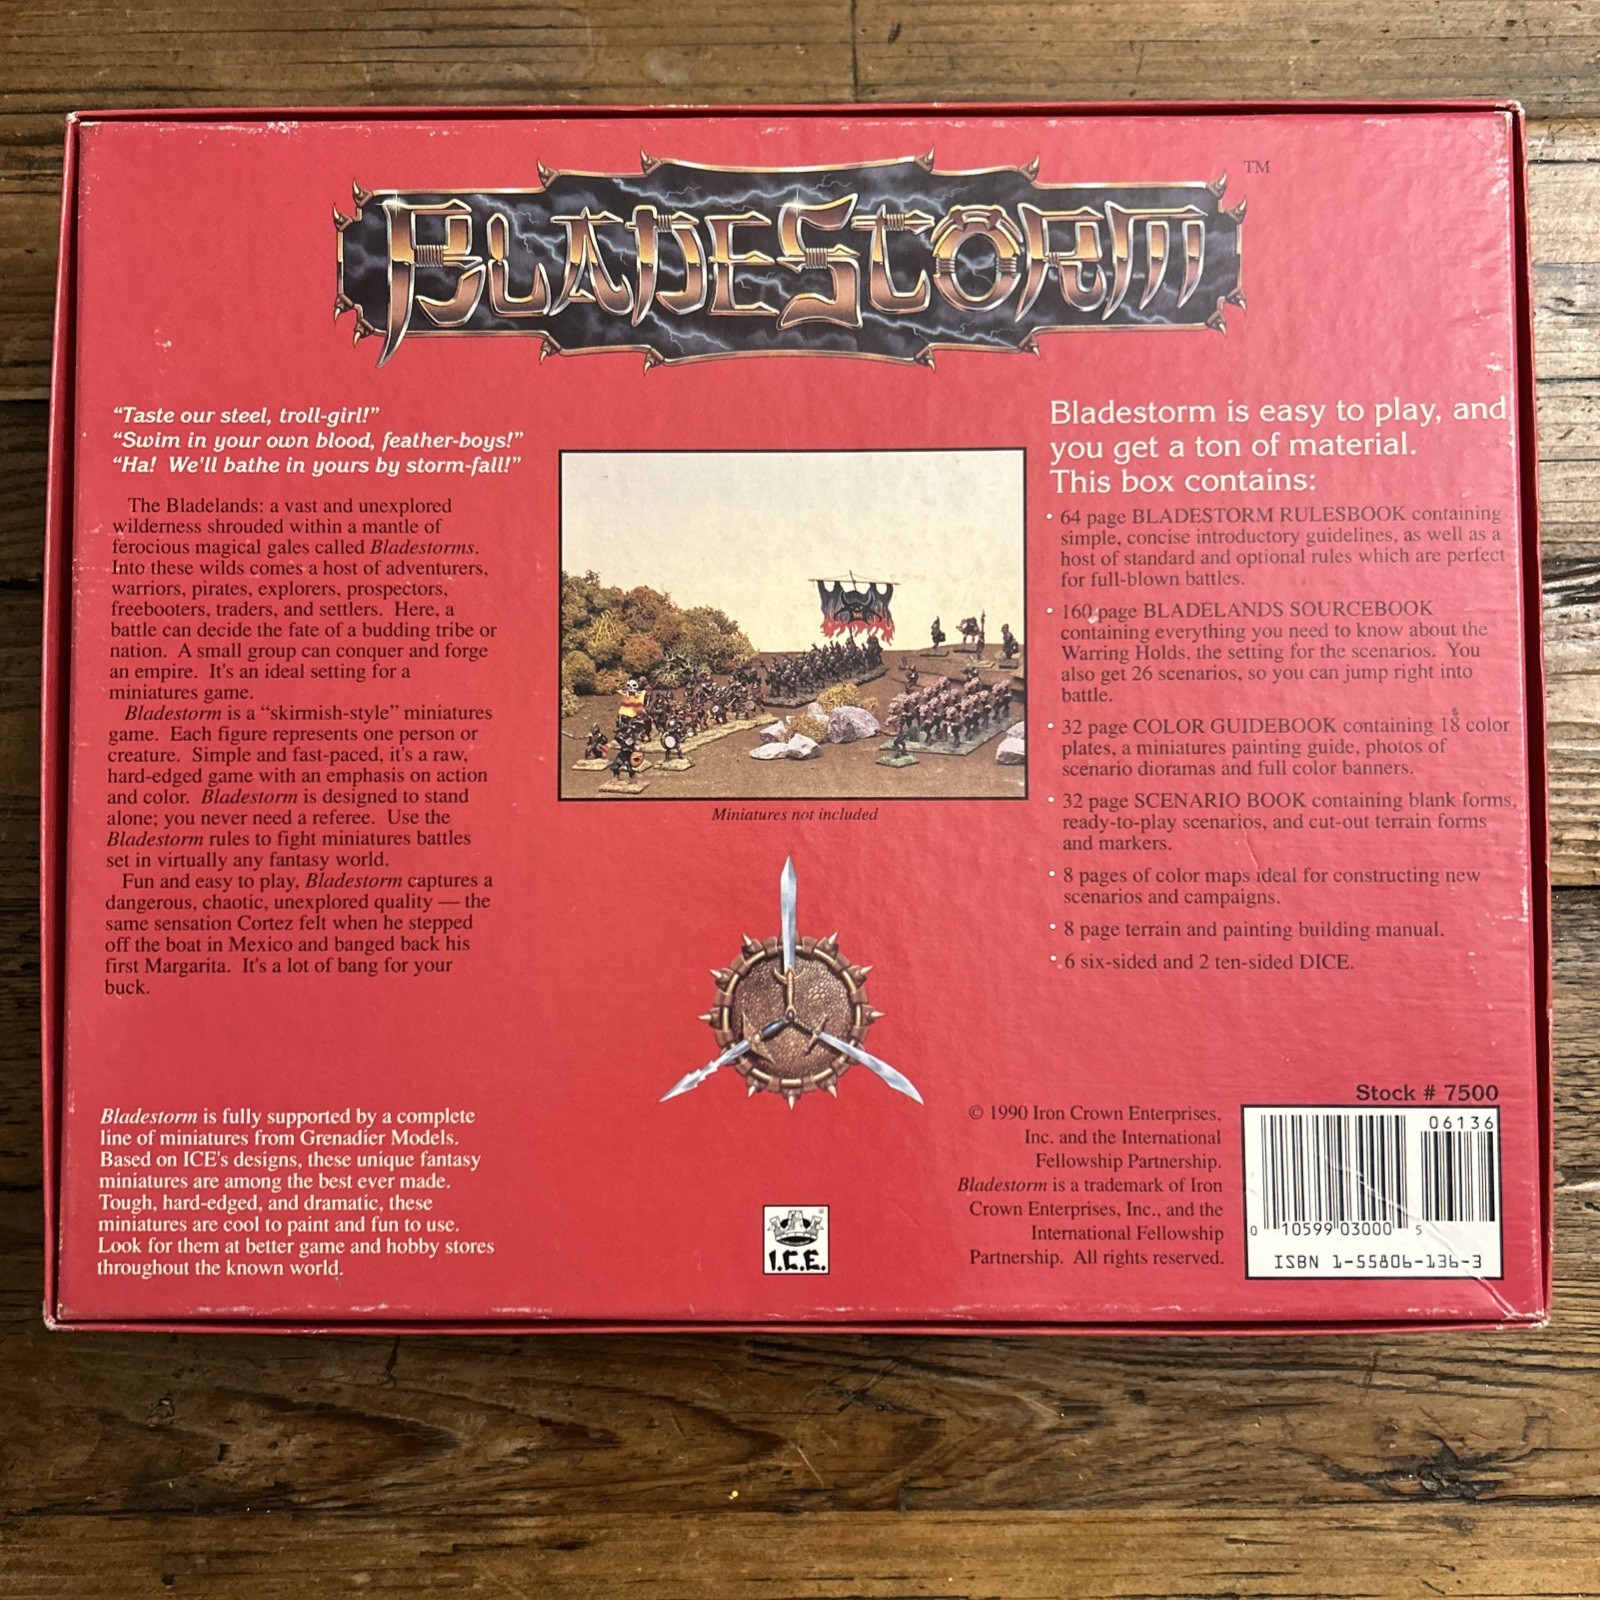 BLADESTORM
TM
“Taste our steel, troll-girl!”
“Swim in your own blood, feather-boys!”
“Ha!  We'll bathe in yours by storm-fall!”
The Bladelands: a vast and unexplored
wilderness shrouded within a mantle of
ferocious magical gales called Bladestorms.
Into these wilds comes a host of adventurers,
warriors, pirates, explorers, prospectors,
freebooters, traders, and settlers.  Here, a
battle can decide the fate of a budding tribe or
nation.  A small group can conquer and forge
an empire.  It's an ideal setting for a
miniatures game.
Bladestorm is a “skirmish-style” miniatures
game.  Each figure represents one person or
creature.  Simple and fast-paced, it's a raw,
hard-edged game with an emphasis on action
and color.  Bladestorm is designed to stand
alone; you never need a referee.  Use the
Bladestorm rules to fight miniatures battles
set in virtually any fantasy world.
Fun and easy to play, Bladestorm captures a
dangerous, chaotic, unexplored quality — the
same sensation Cortez felt when he stepped
off the boat in Mexico and banged back his
first Margarita.  It's a lot of bang for your
buck.
Bladestorm is fully supported by a complete
line of miniatures from Grenadier Models.
Based on ICE's designs, these unique fantasy
miniatures are among the best ever made.
Tough, hard-edged, and dramatic, these
miniatures are cool to paint and fun to use.
Look for them at better game and hobby stores
throughout the known world.
Miniatures not included
I.C.E.
Bladestorm is easy to play, and
you get a ton of material.
This box contains:
• 64 page BLADESTORM RULESBOOK containing
simple, concise introductory guidelines, as well as a
host of standard and optional rules which are perfect
for full-blown battles.
• 160 page BLADELANDS SOURCEBOOK
containing everything you need to know about the
Warring Holds, the setting for the scenarios.  You
also get 26 scenarios, so you can jump right into
battle.
• 32 page COLOR GUIDEBOOK containing 18 color
plates, a miniatures painting guide, photos of
scenario dioramas and full color banners.
• 32 page SCENARIO BOOK containing blank forms,
ready-to-play scenarios, and cut-out terrain forms
and markers.
• 8 pages of color maps ideal for constructing new
scenarios and campaigns.
• 8 page terrain and painting building manual.
• 6 six-sided and 2 ten-sided DICE.
© 1990 Iron Crown Enterprises,
Inc. and the International
Fellowship Partnership.
Bladestorm is a trademark of Iron
Crown Enterprises, Inc., and the
International Fellowship
Partnership.  All rights reserved.
Stock # 7500
06136
0 10599 03000 5
ISBN 1-55806-136-3